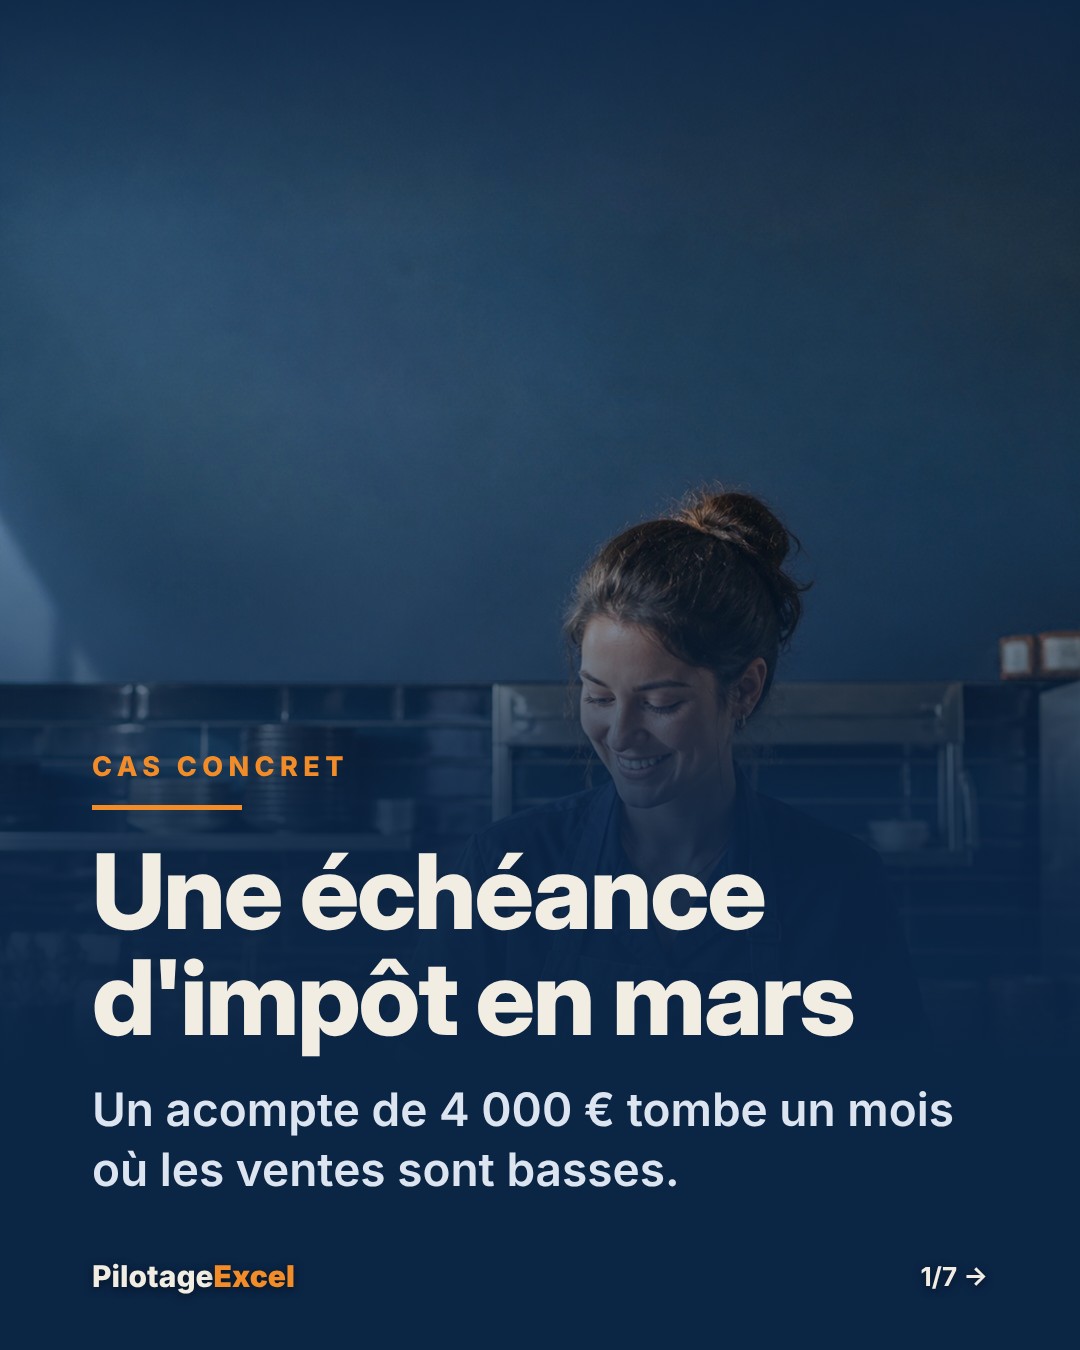 CAS CONCRET
Une échéance
d'impôt en mars
Un acompte de 4 000 € tombe un mois
où les ventes sont basses.
PilotageExcel
1/7 →